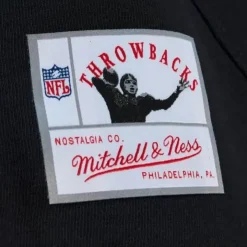 THROWBACKS
NFL
NOSTALGIA CO.
Mitchell & Ness
PHILADELPHIA, PA.